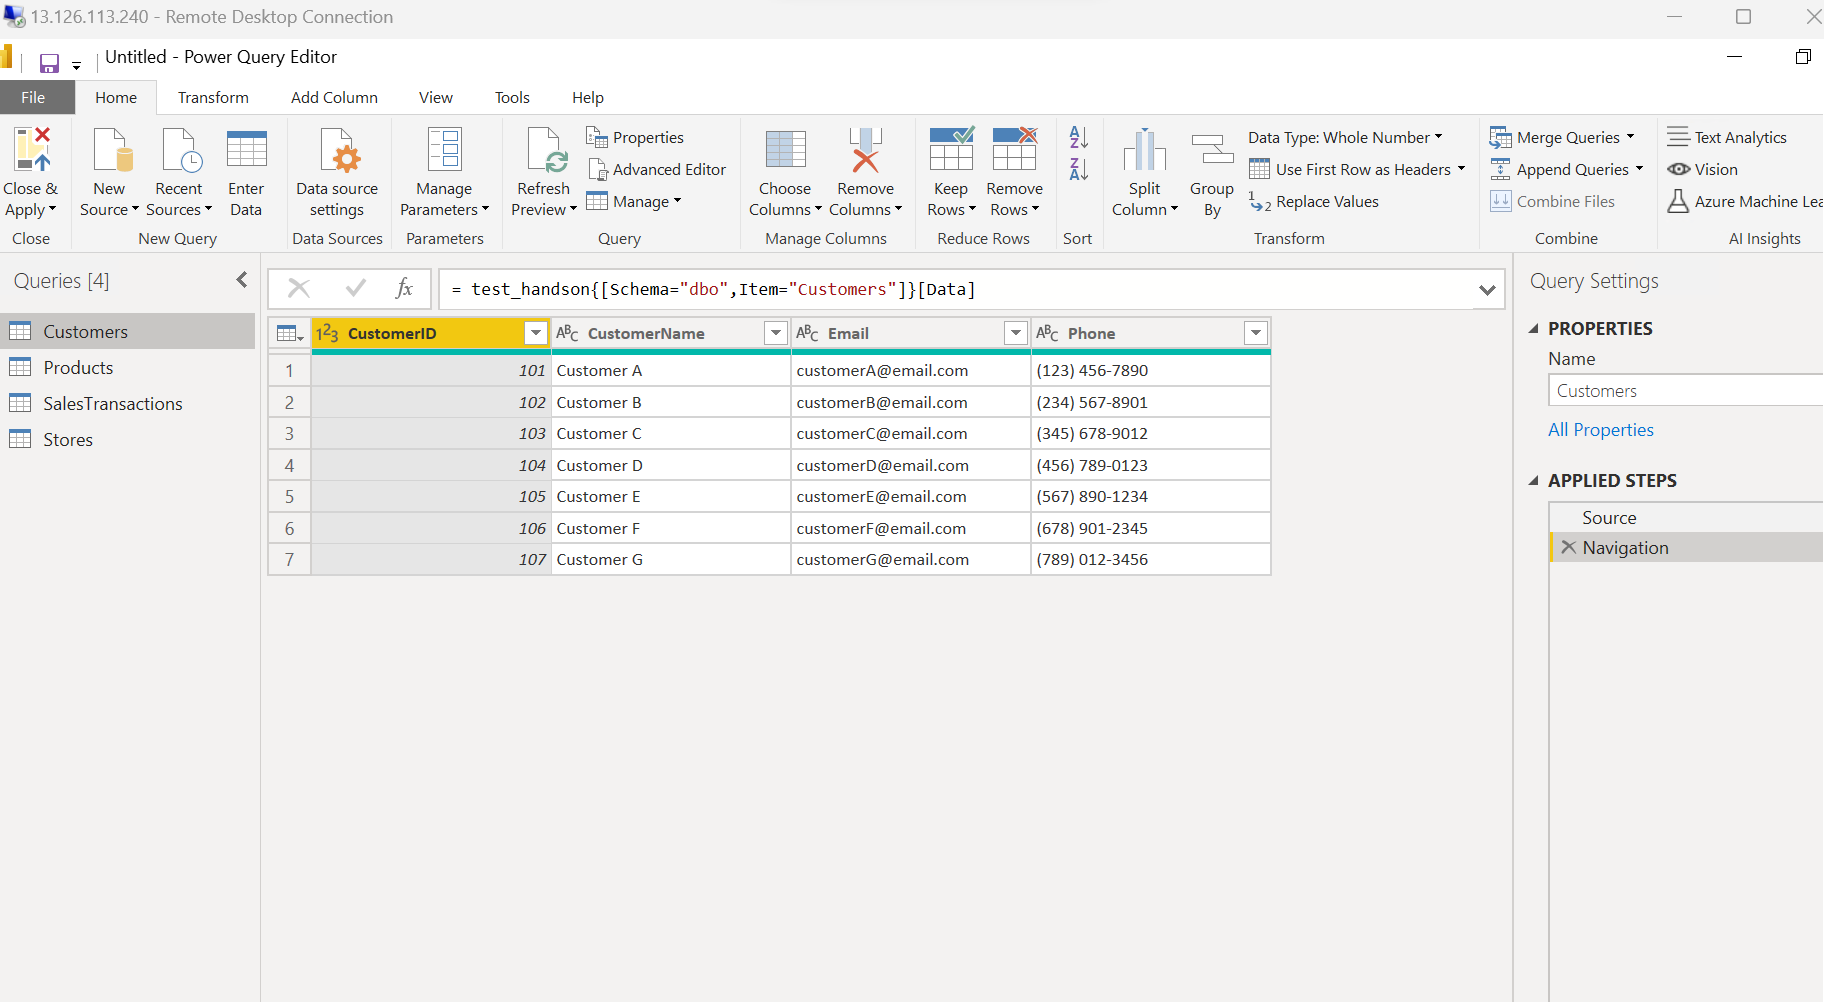 13.126.113.240 - Remote Desktop Connection
Untitled - Power Query Editor
File Home Transform Add Column View Tools Help
Close & Apply
New Source
Recent Sources
Enter Data
Data source settings
Manage Parameters
Refresh Preview
Properties
Advanced Editor
Manage
Choose Columns
Remove Columns
Keep Rows
Remove Rows
A Z
Z A
Split Column
Group By
Data Type: Whole Number
Use First Row as Headers
1 2 Replace Values
Merge Queries
Append Queries
Combine Files
Text Analytics
Vision
Azure Machine Lea
Close New Query Data Sources Parameters Query Manage Columns Reduce Rows Sort Transform Combine AI Insights
Queries [4]
Customers
Products
SalesTransactions
Stores
fx = test_handson{[Schema="dbo",Item="Customers"]}[Data]
123 CustomerID ABC CustomerName ABC Email ABC Phone
1 101 Customer A customerA@email.com (123) 456-7890
2 102 Customer B customerB@email.com (234) 567-8901
3 103 Customer C customerC@email.com (345) 678-9012
4 104 Customer D customerD@email.com (456) 789-0123
5 105 Customer E customerE@email.com (567) 890-1234
6 106 Customer F customerF@email.com (678) 901-2345
7 107 Customer G customerG@email.com (789) 012-3456
Query Settings
PROPERTIES
Name
Customers
All Properties
APPLIED STEPS
Source
Navigation